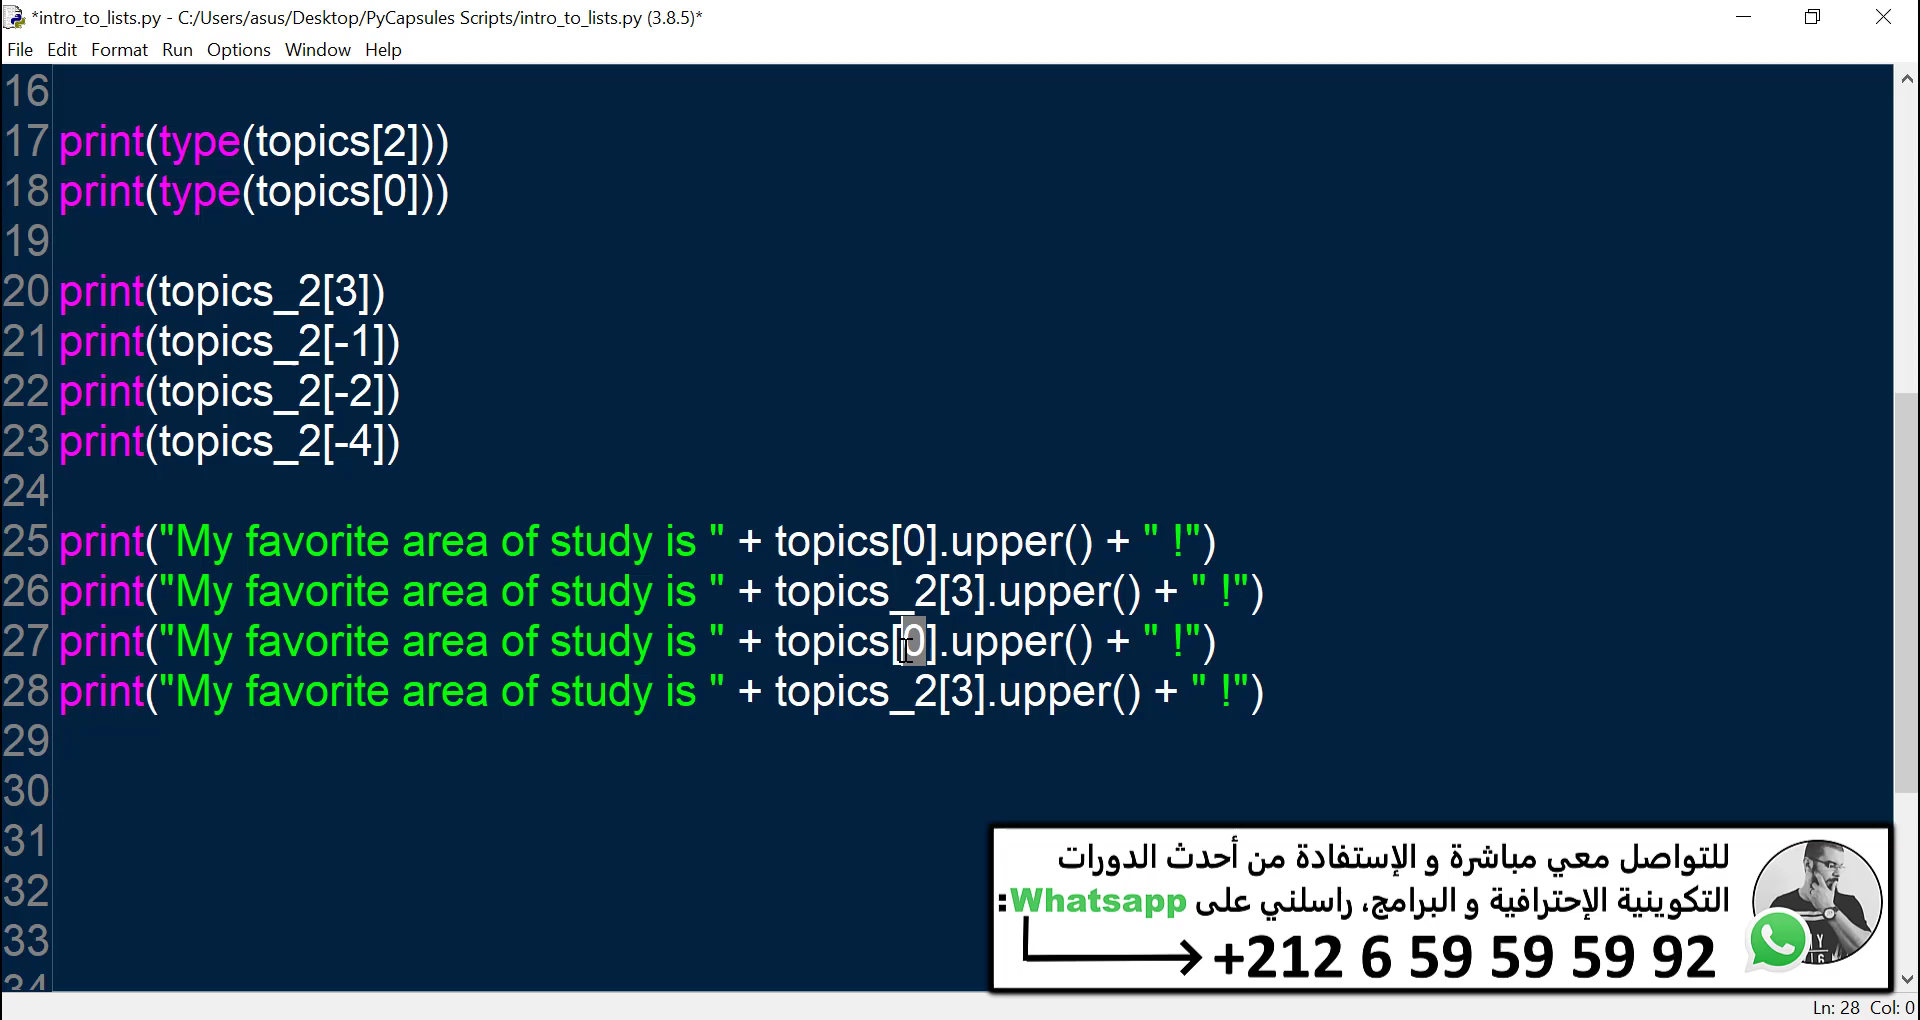 *intro_to_lists.py - C:/Users/asus/Desktop/PyCapsules Scripts/intro_to_lists.py (3.8.5)*
File Edit Format Run Options Window Help
16
17 print(type(topics[2]))
18 print(type(topics[0]))
19
20 print(topics_2[3])
21 print(topics_2[-1])
22 print(topics_2[-2])
23 print(topics_2[-4])
24
25 print("My favorite area of study is " + topics[0].upper() + " !")
26 print("My favorite area of study is " + topics_2[3].upper() + " !")
27 print("My favorite area of study is " + topics[0].upper() + " !")
28 print("My favorite area of study is " + topics_2[3].upper() + " !")
29
30
31
32
33
34
للتواصل معي مباشرة و الإستفادة من أحدث الدورات
التكوينية الإحترافية و البرامج، راسلني على Whatsapp:
+212 6 59 59 59 92
Ln: 28 Col: 0